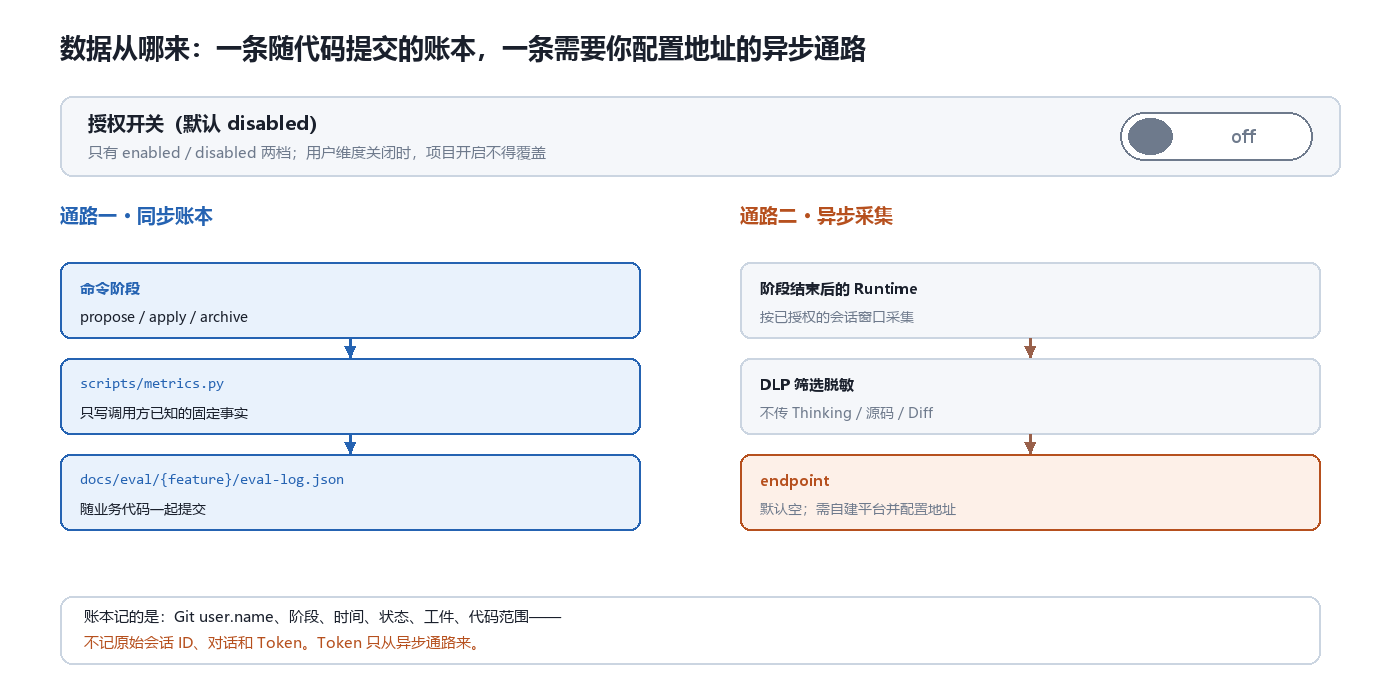 数据从哪来：一条随代码提交的账本，一条需要你配置地址的异步通路
授权开关（默认 disabled）
只有 enabled / disabled 两档；用户维度关闭时，项目开启不得覆盖
off
通路一·同步账本
命令阶段
propose / apply / archive
scripts/metrics.py
只写调用方已知的固定事实
docs/eval/{feature}/eval-log.json
随业务代码一起提交
通路二·异步采集
阶段结束后的 Runtime
按已授权的会话窗口采集
DLP 筛选脱敏
不传 Thinking / 源码 / Diff
endpoint
默认空；需自建平台并配置地址
账本记的是：Git user.name、阶段、时间、状态、工件、代码范围——
不记原始会话 ID、对话和 Token。Token 只从异步通路来。